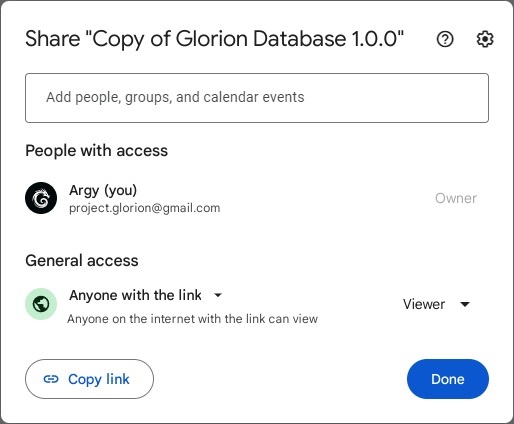 Share "Copy of Glorion Database 1.0.0"
Add people, groups, and calendar events
People with access
Argy (you)
project.glorion@gmail.com
Owner
General access
Anyone with the link
Viewer
Anyone on the internet with the link can view
Copy link
Done